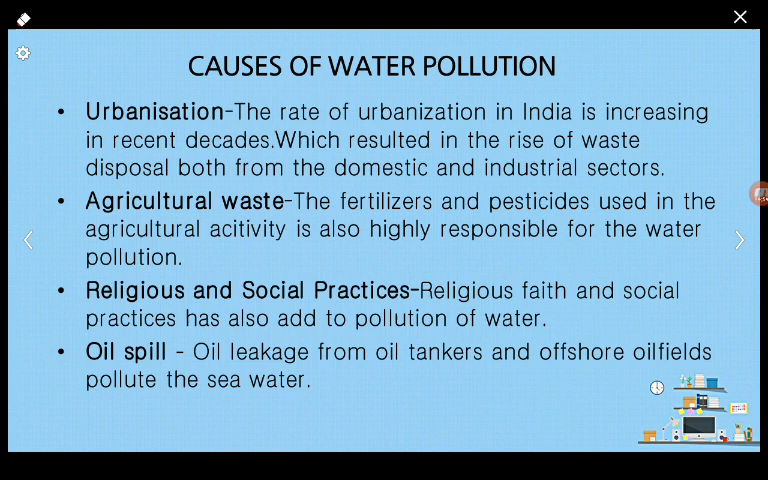 CAUSES OF WATER POLLUTION
• Urbanisation-The rate of urbanization in India is increasing
in recent decades.Which resulted in the rise of waste
disposal both from the domestic and industrial sectors.
• Agricultural waste-The fertilizers and pesticides used in the
agricultural acitivity is also highly responsible for the water
pollution.
• Religious and Social Practices-Religious faith and social
practices has also add to pollution of water.
• Oil spill - Oil leakage from oil tankers and offshore oilfields
pollute the sea water.